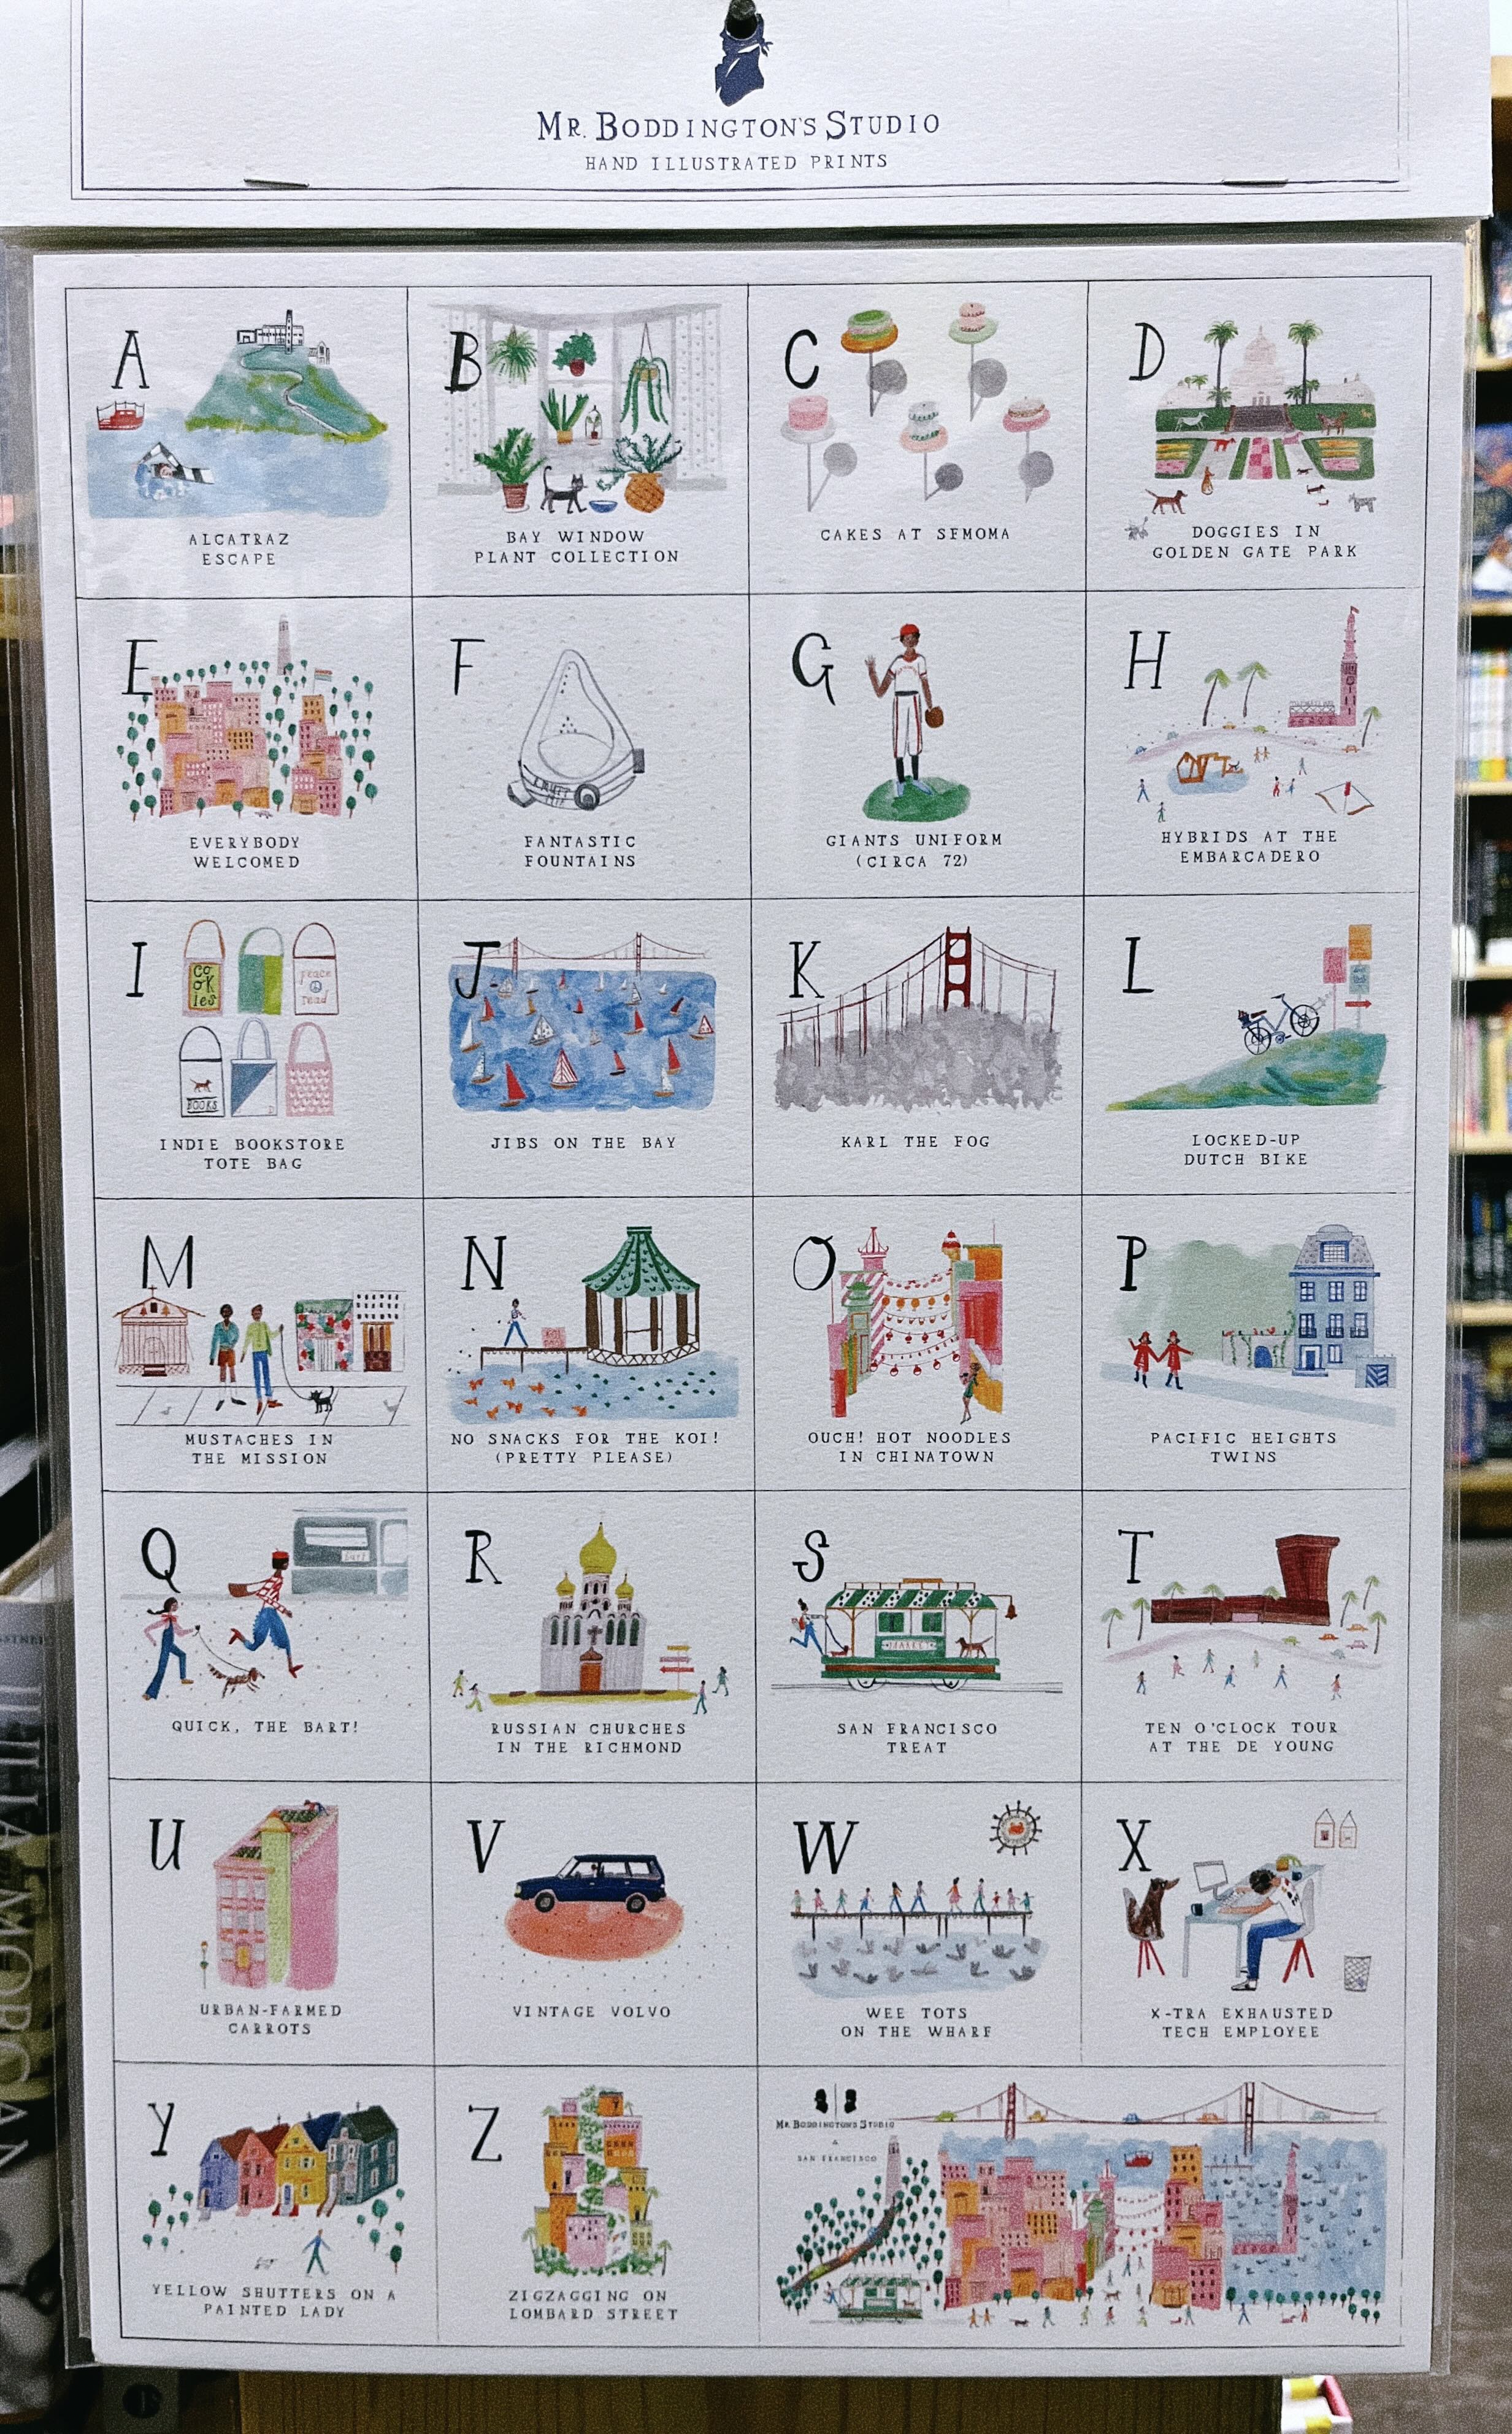 MR. BODDINGTON'S STUDIO
HAND ILLUSTRATED PRINTS
A
ALCATRAZ
ESCAPE
B
BAY WINDOW
PLANT COLLECTION
C
CAKES AT SFMOMA
D
DOGGIES IN
GOLDEN GATE PARK
E
EVERYBODY
WELCOMED
F
FANTASTIC
FOUNTAINS
G
GIANTS UNIFORM
(CIRCA 72)
H
HYBRIDS AT THE
EMBARCADERO
I
CO
OK
ies
peace
read
BOOKS
INDIE BOOKSTORE
TOTE BAG
J
JIBS ON THE BAY
K
KARL THE FOG
L
LOCKED-UP
DUTCH BIKE
M
MUSTACHES IN
THE MISSION
N
NO SNACKS FOR THE KOI!
(PRETTY PLEASE)
O
OUCH! HOT NOODLES
IN CHINATOWN
P
PACIFIC HEIGHTS
TWINS
Q
QUICK, THE BART!
R
RUSSIAN CHURCHES
IN THE RICHMOND
S
MARKET
SAN FRANCISCO
TREAT
T
TEN O'CLOCK TOUR
AT THE DE YOUNG
U
URBAN-FARMED
CARROTS
V
VINTAGE VOLVO
W
WEE TOTS
ON THE WHARF
X
X-TRA EXHAUSTED
TECH EMPLOYEE
Y
YELLOW SHUTTERS ON A
PAINTED LADY
Z
ZIGZAGGING ON
LOMBARD STREET
MR. BODDINGTON'S STUDIO
SAN FRANCISCO